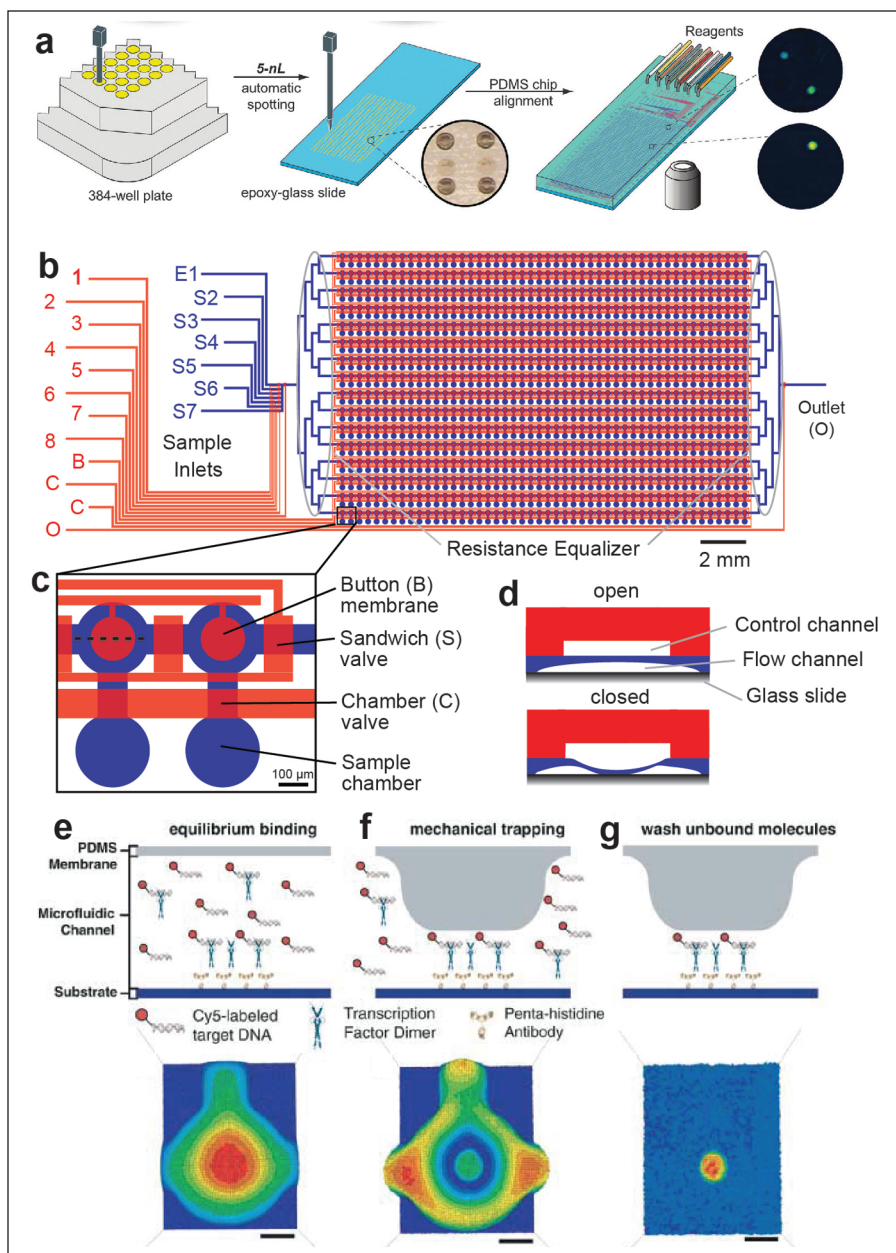 a
384-well plate
5-nL
automatic
spotting
epoxy-glass slide
PDMS chip
alignment
Reagents
b
1
2
3
4
5
6
7
8
B
C
C
O
E1
S2
S3
S4
S5
S6
S7
Sample
Inlets
Outlet
(O)
Resistance Equalizer
2 mm
c
Button (B)
membrane
Sandwich (S)
valve
Chamber (C)
valve
Sample
chamber
100 µm
d
open
Control channel
Flow channel
Glass slide
closed
e
equilibrium binding
f
mechanical trapping
g
wash unbound molecules
PDMS
Membrane
Microfluidic
Channel
Substrate
Cy5-labeled
target DNA
Transcription
Factor Dimer
Penta-histidine
Antibody